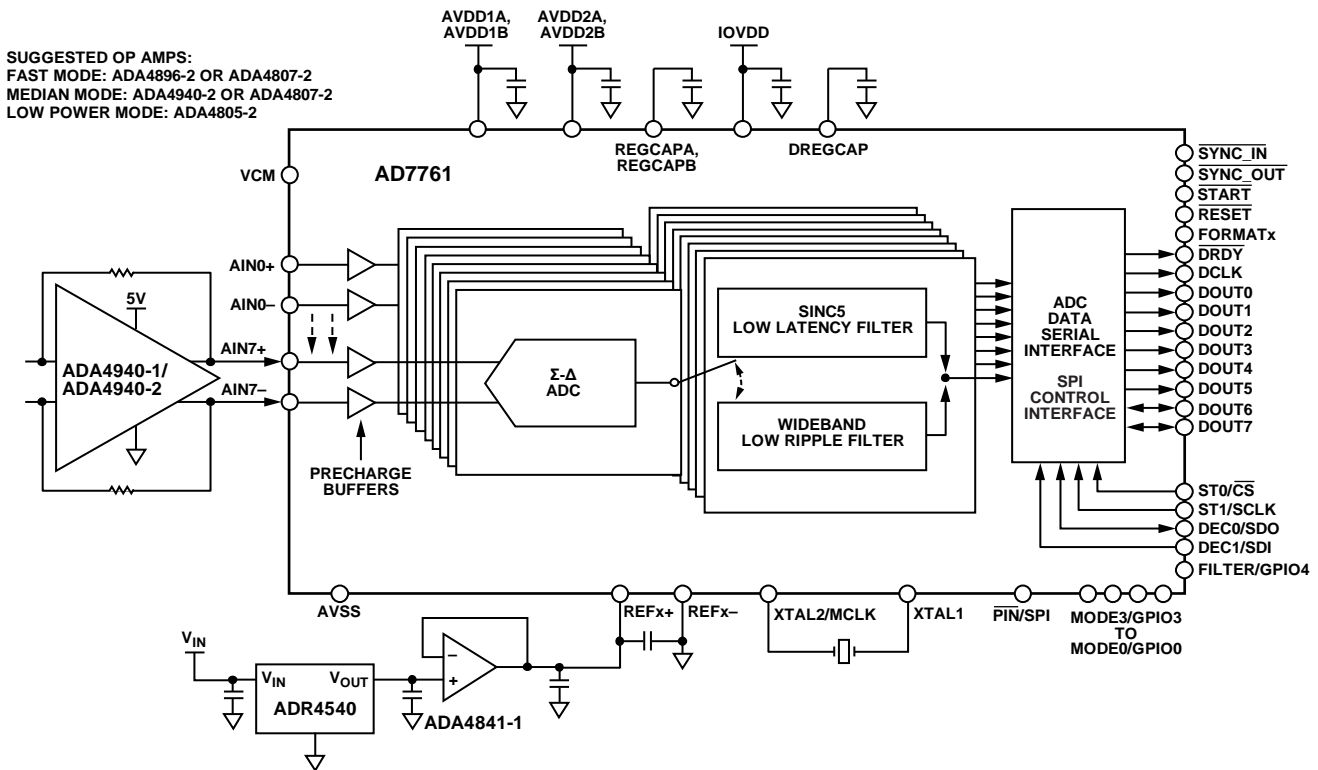 AVDD1A,
AVDD1B
AVDD2A,
AVDD2B
IOVDD
SUGGESTED OP AMPS:
FAST MODE: ADA4896-2 OR ADA4807-2
MEDIAN MODE: ADA4940-2 OR ADA4807-2
LOW POWER MODE: ADA4805-2
REGCAPA,
REGCAPB
DREGCAP
VCM
AD7761
SYNC_IN
SYNC_OUT
START
RESET
FORMATx
DRDY
DCLK
DOUT0
DOUT1
DOUT2
DOUT3
DOUT4
DOUT5
DOUT6
DOUT7
AIN0+
AIN0–
5V
ADA4940-1/
ADA4940-2
AIN7+
AIN7–
PRECHARGE
BUFFERS
Σ-Δ
ADC
SINC5
LOW LATENCY FILTER
WIDEBAND
LOW RIPPLE FILTER
ADC
DATA
SERIAL
INTERFACE
SPI
CONTROL
INTERFACE
ST0/CS
ST1/SCLK
DEC0/SDO
DEC1/SDI
FILTER/GPIO4
AVSS
REFx+
REFx–
XTAL2/MCLK
XTAL1
PIN/SPI
MODE3/GPIO3
TO
MODE0/GPIO0
VIN
VIN
VOUT
ADR4540
–
+
ADA4841-1